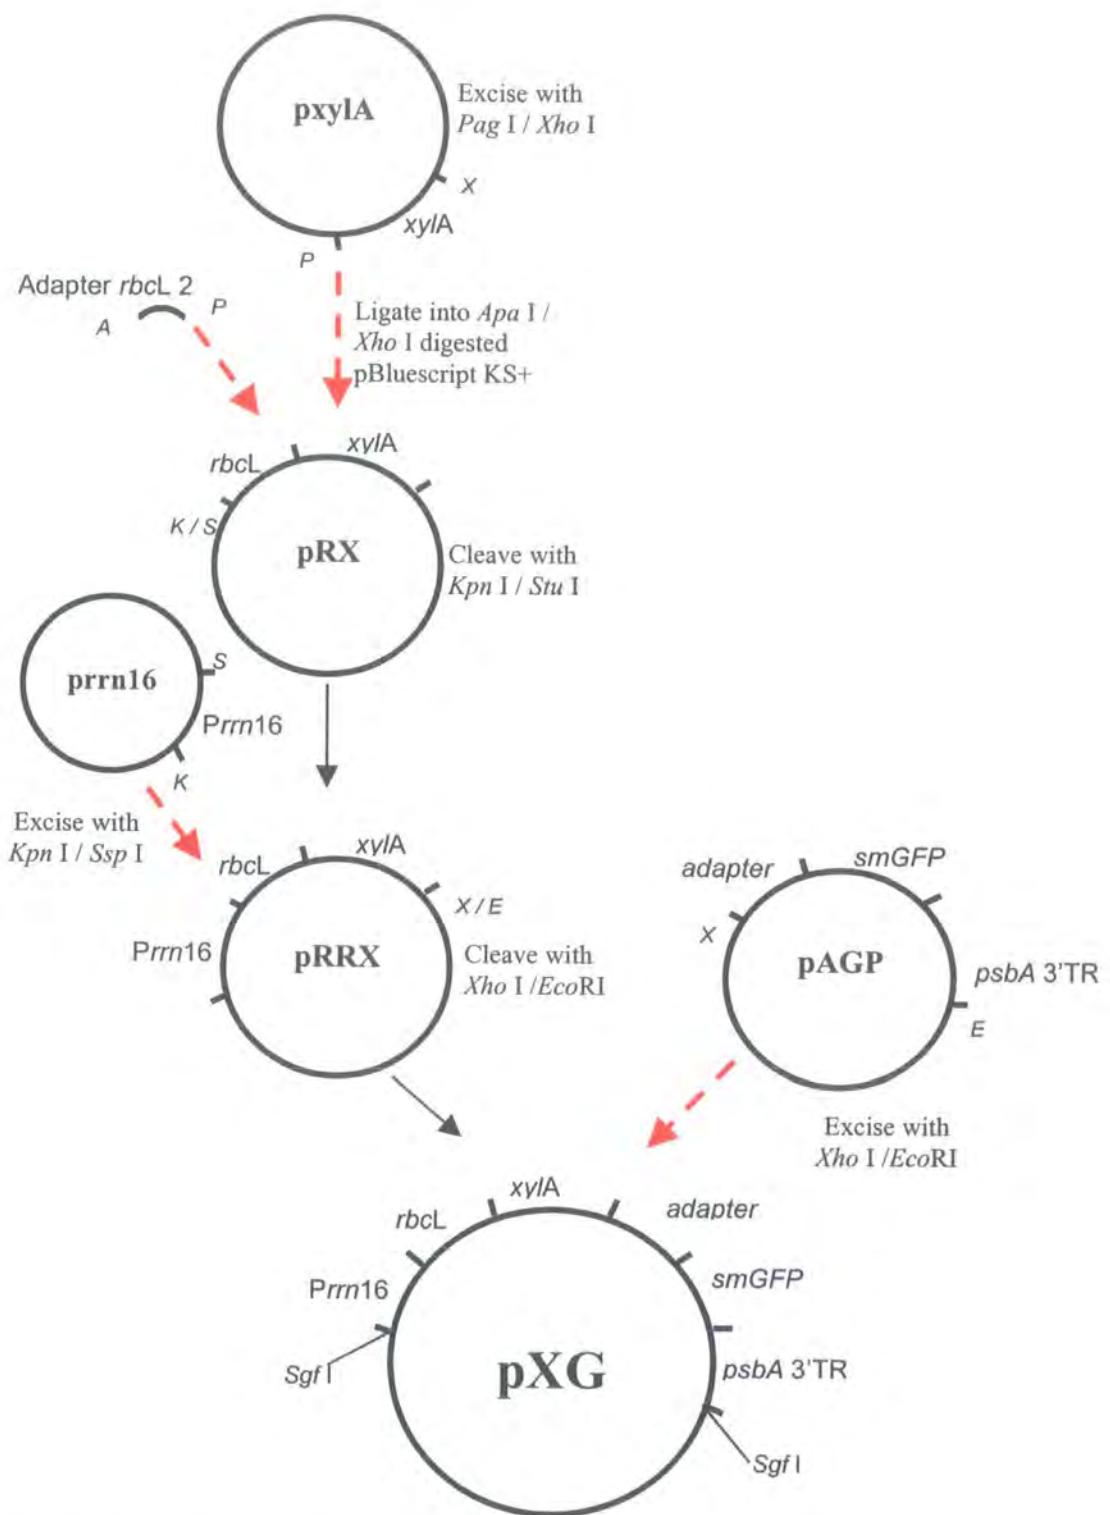 pxylA
Excise with
Pag I / Xho I
X
xylA
P
Adapter rbcL 2
P
A
Ligate into Apa I /
Xho I digested
pBluescript KS+
xylA
rbcL
K / S
pRX
Cleave with
Kpn I / Stu I
S
prrn16
Prrn16
K
Excise with
Kpn I / Ssp I
xylA
rbcL
X / E
Prrn16
pRRX
Cleave with
Xho I /EcoRI
adapter
smGFP
X
pAGP
psbA 3'TR
E
Excise with
Xho I /EcoRI
xylA
rbcL
adapter
Prrn16
smGFP
Sgf I
pXG
psbA 3'TR
Sgf I